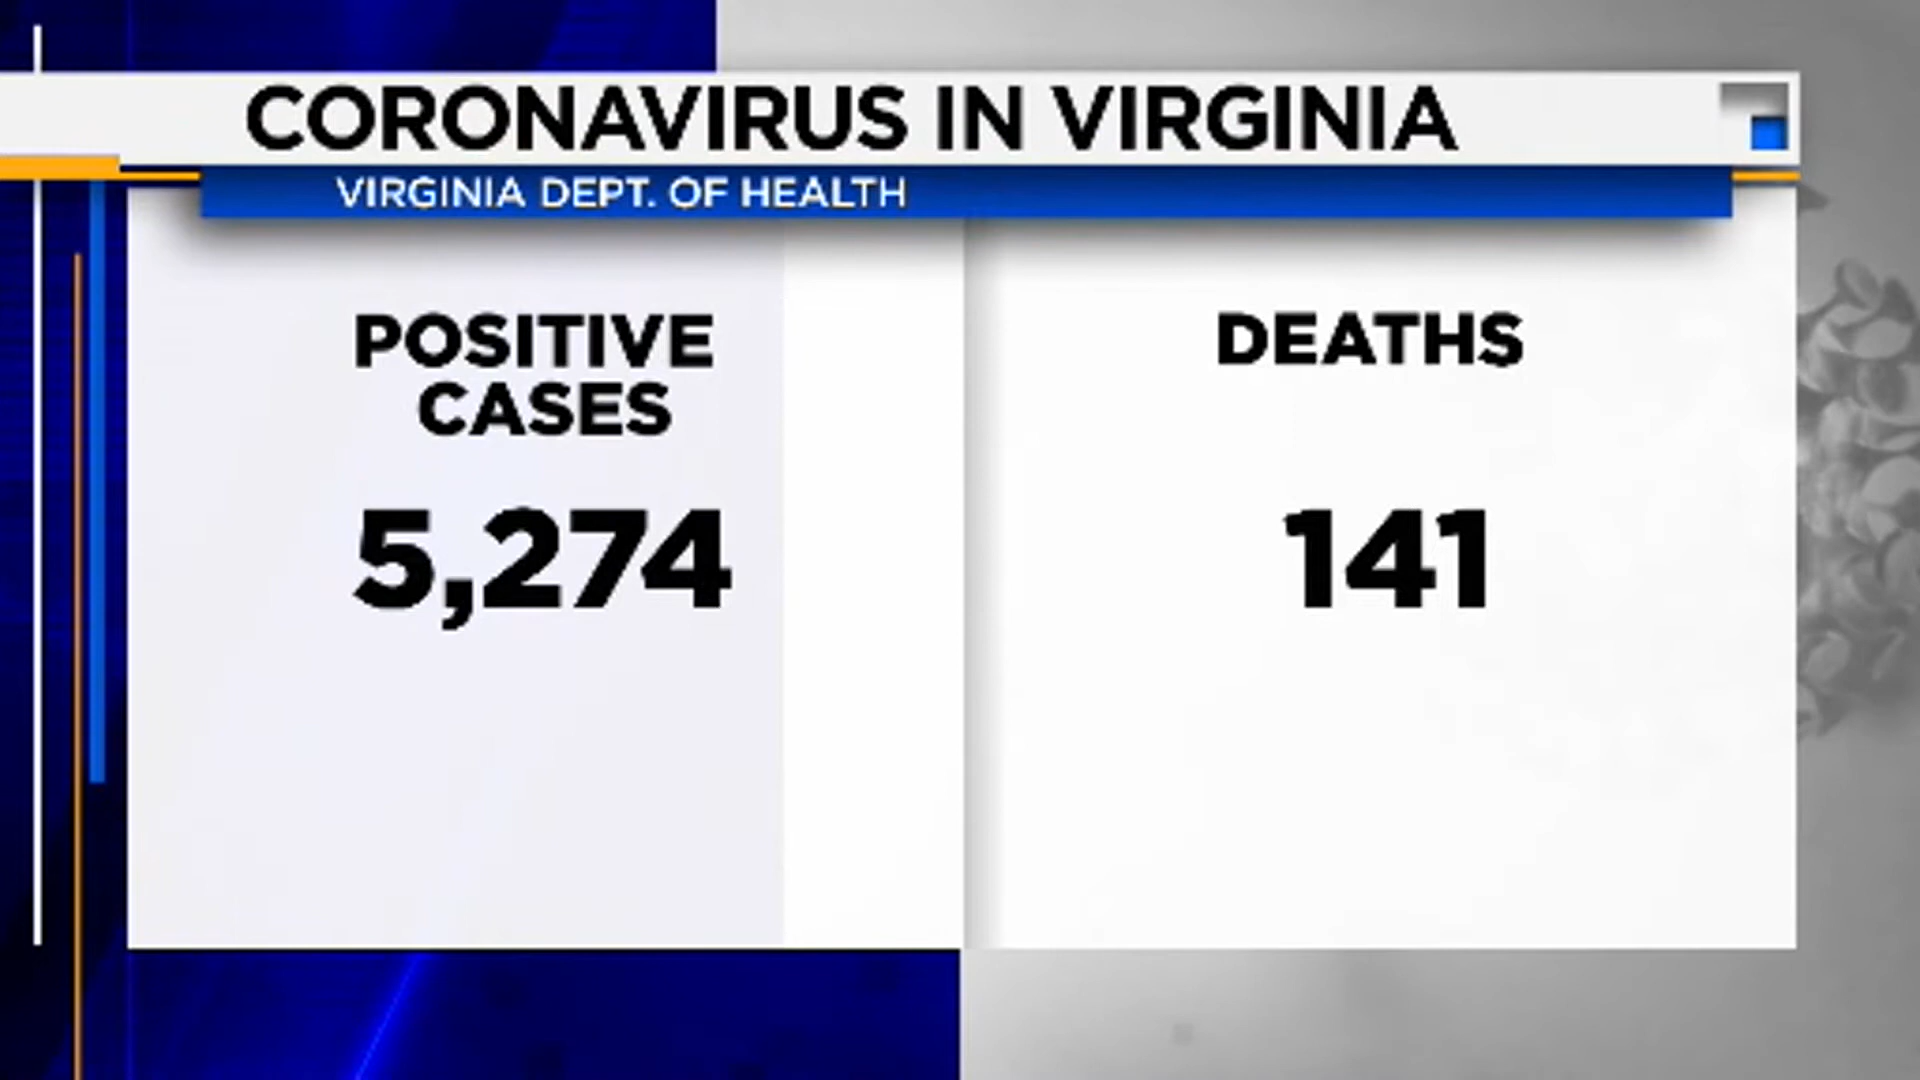 CORONAVIRUS IN VIRGINIA
VIRGINIA DEPT. OF HEALTH
POSITIVE
CASES
5,274
DEATHS
141